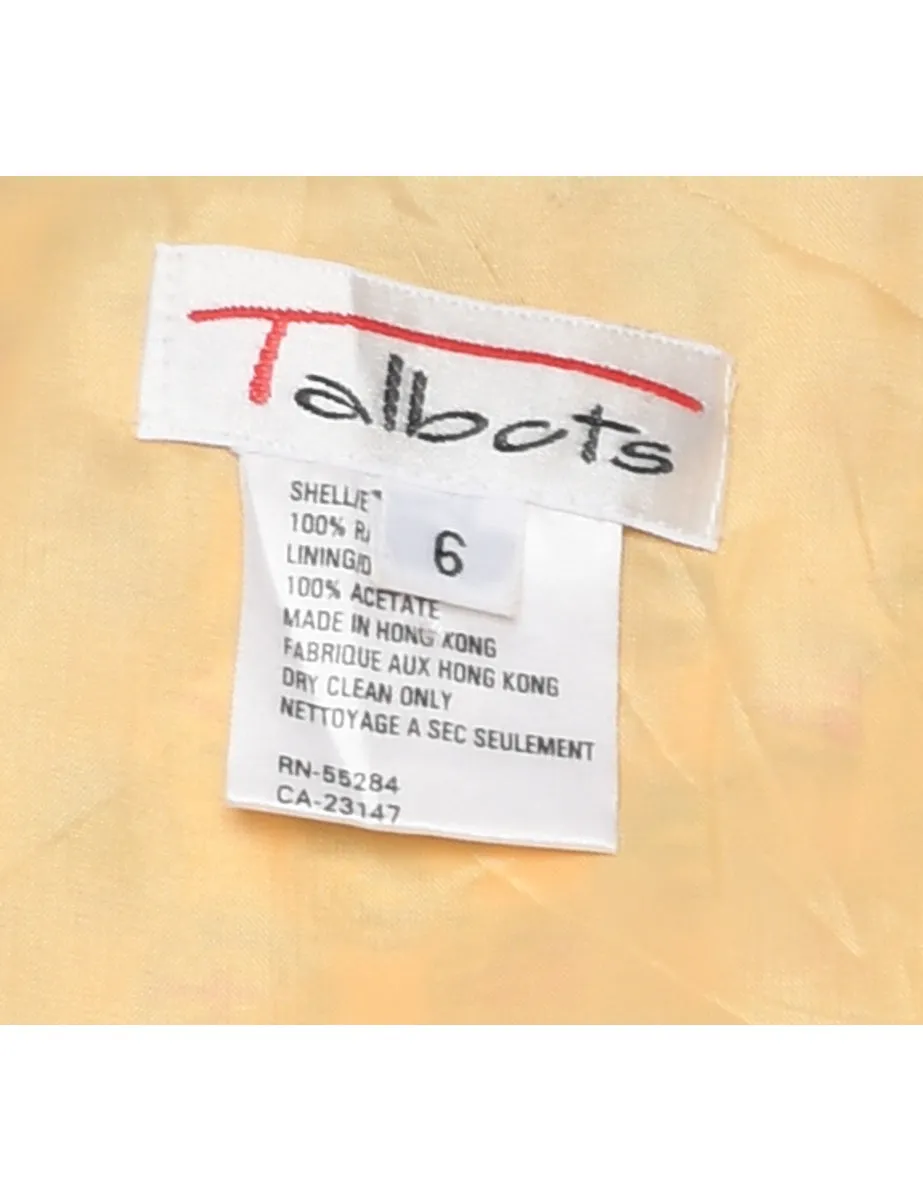 Talbots
6
SHELL/E
100% RA
LINING/D
100% ACETATE
MADE IN HONG KONG
FABRIQUE AUX HONG KONG
DRY CLEAN ONLY
NETTOYAGE A SEC SEULEMENT
RN-55284
CA-23147